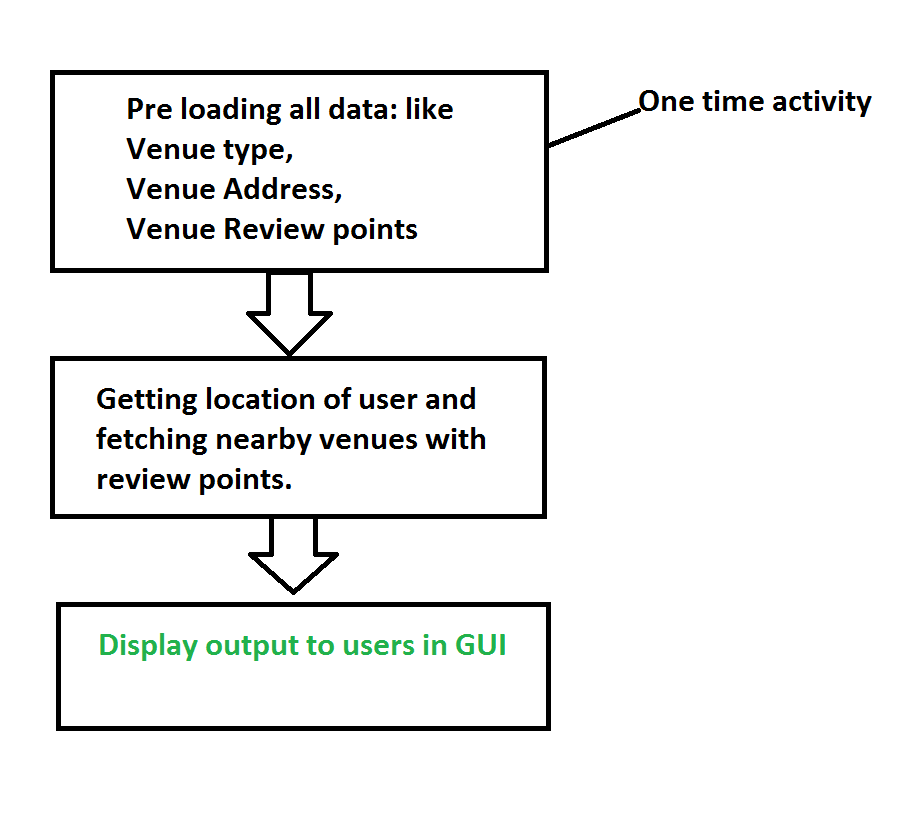 Pre loading all data: like
Venue type,
Venue Address,
Venue Review points
One time activity
Getting location of user and
fetching nearby venues with
review points.
Display output to users in GUI